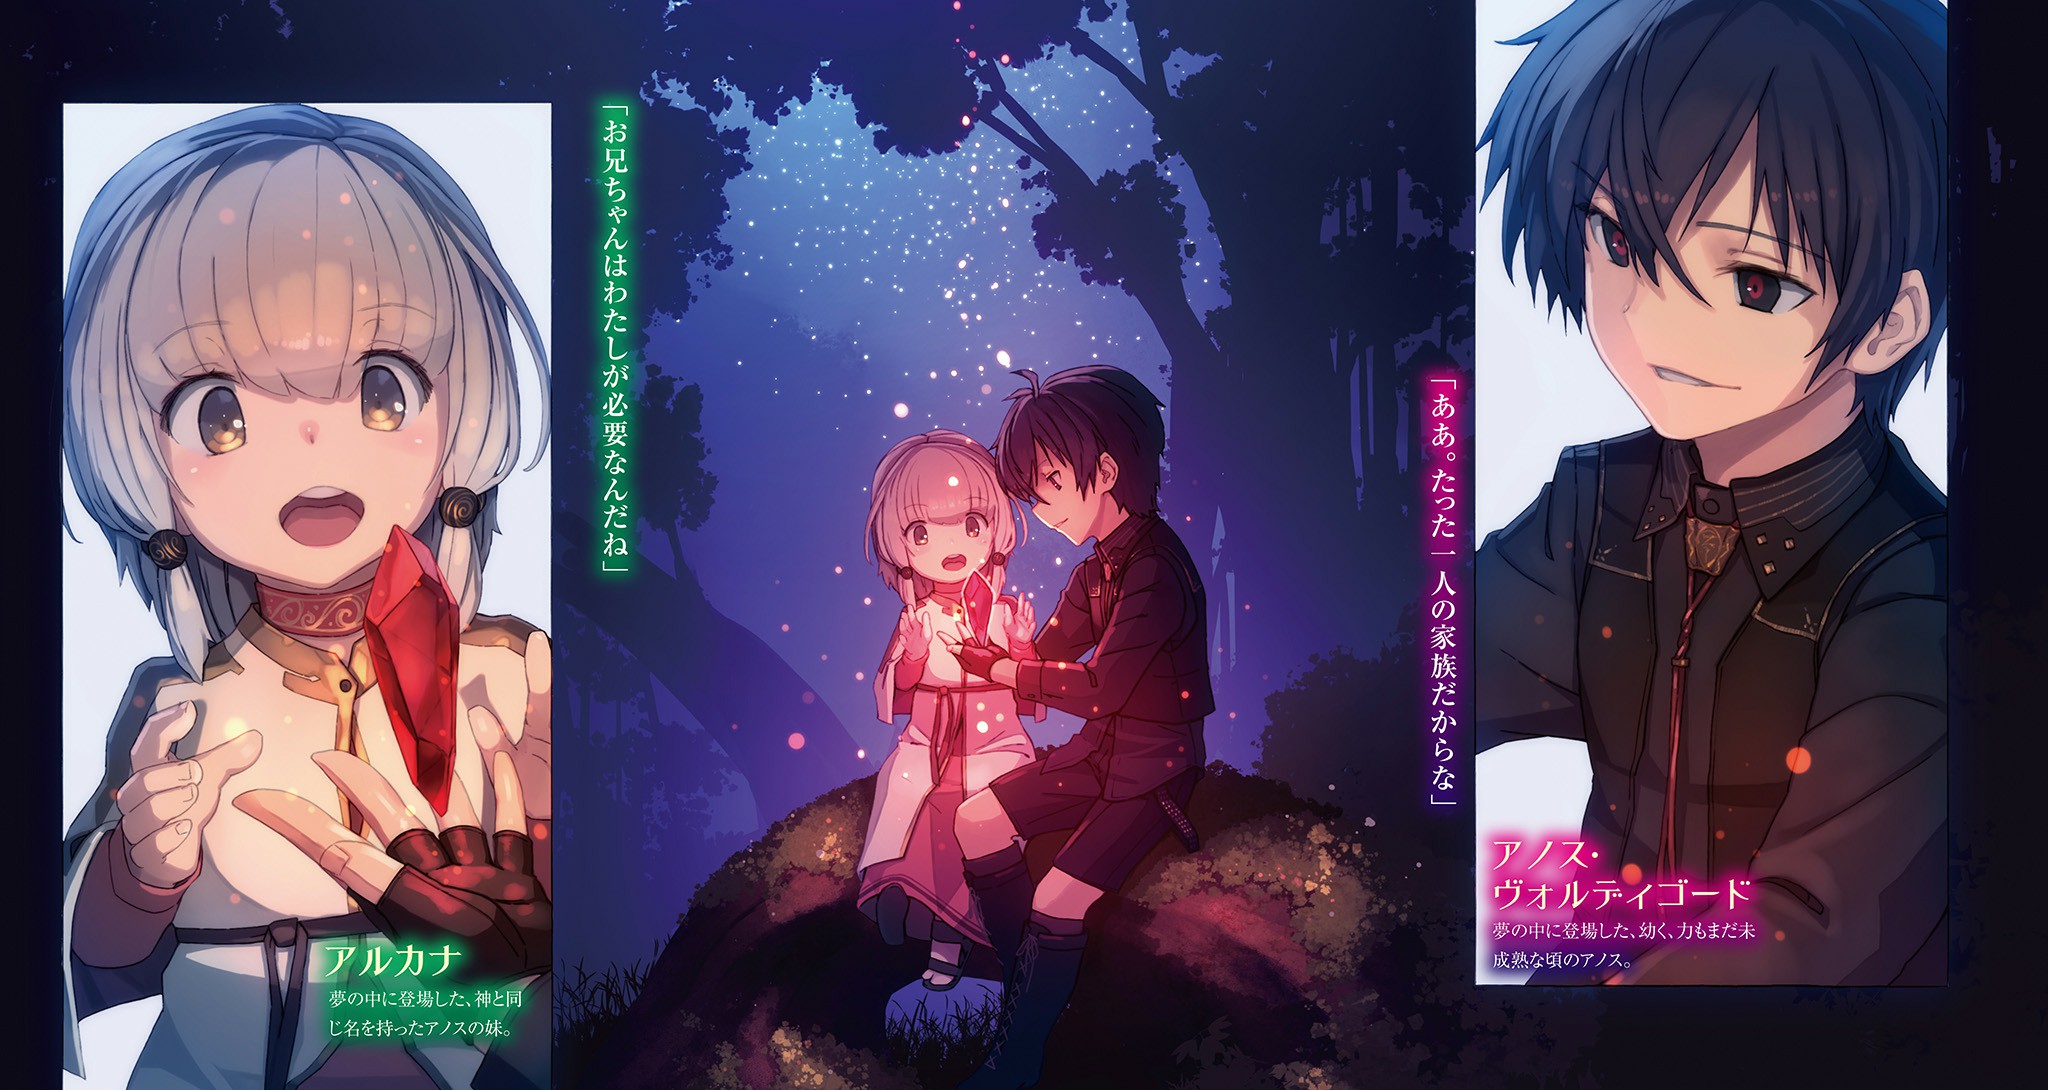 「お兄ちゃんはわたしが必要なんだね」
「ああ。たった一人の家族だからな」
アノス・
ヴォルディゴード
夢の中に登場した、幼く、力もまだ未
成熟な頃のアノス。
アルカナ
夢の中に登場した、神と同
じ名を持ったアノスの妹。